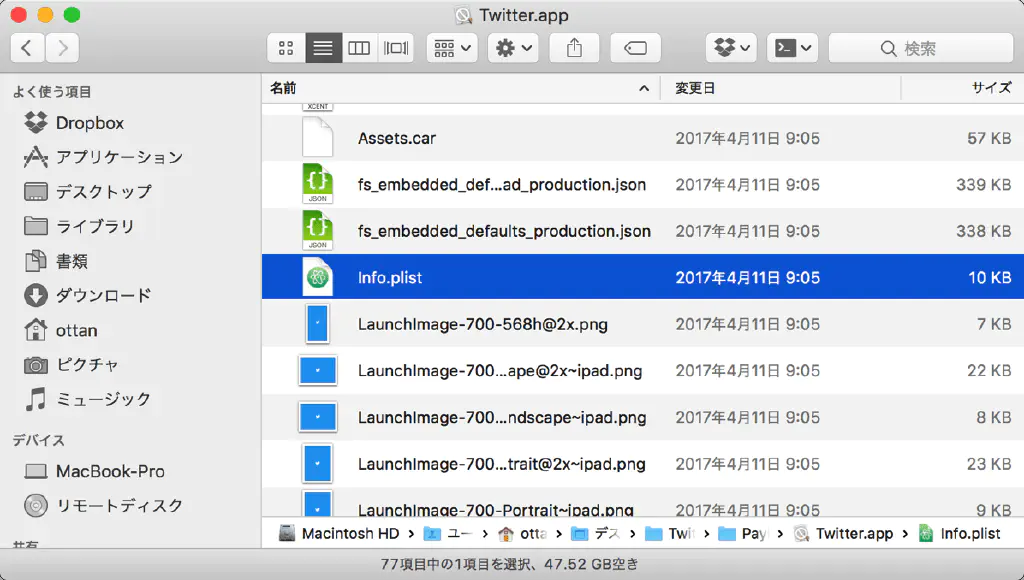 Twitter.app
検索
よく使う項目
Dropbox
アプリケーション
デスクトップ
ライブラリ
書類
ダウンロード
ottan
ピクチャ
ミュージック
デバイス
MacBook-Pro
リモートディスク
共有
名前 変更日 サイズ
XCENT
Assets.car 2017年4月11日 9:05 57 KB
JSON
fs_embedded_def...ad_production.json 2017年4月11日 9:05 339 KB
JSON
fs_embedded_defaults_production.json 2017年4月11日 9:05 338 KB
Info.plist 2017年4月11日 9:05 10 KB
LaunchImage-700-568h@2x.png 2017年4月11日 9:05 7 KB
LaunchImage-700...ape@2x~ipad.png 2017年4月11日 9:05 22 KB
LaunchImage-700...ndscape~ipad.png 2017年4月11日 9:05 8 KB
LaunchImage-700...trait@2x~ipad.png 2017年4月11日 9:05 23 KB
LaunchImage-700-Portrait~ipad.png 2017年4月11日 9:05 9 KB
Macintosh HD › ユー › otta › デス › Twit › Pay › Twitter.app › Info.plist
77項目中の1項目を選択、47.52 GB空き